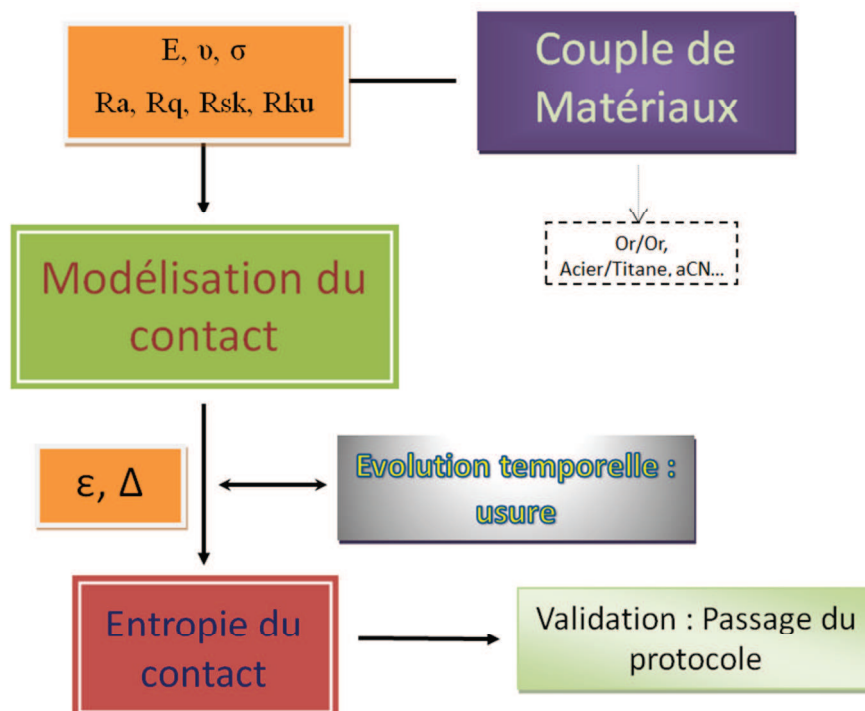 E, υ, σ
Ra, Rq, Rsk, Rku
Couple de
Matériaux
Or/Or,
Acier/Titane, aCN...
Modélisation du
contact
ε, Δ
Evolution temporelle :
usure
Entropie du
contact
Validation : Passage du
protocole